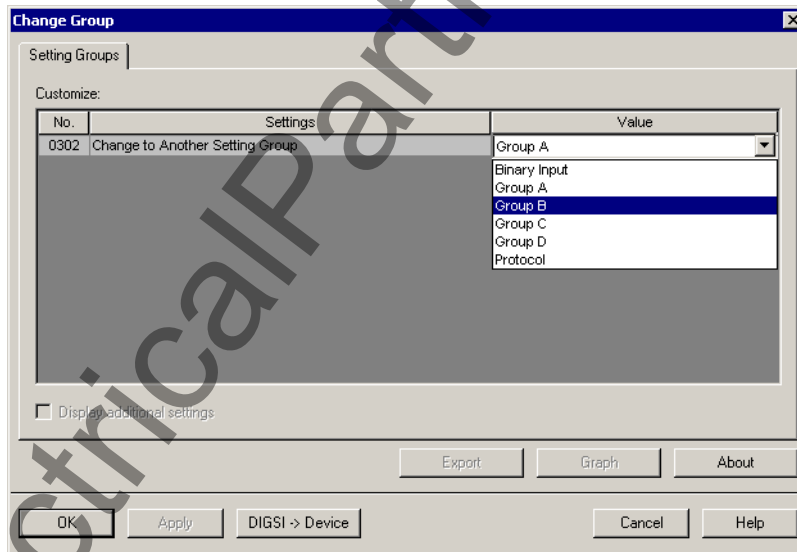 Change Group
Setting Groups
Customize:
No. Settings Value
0302 Change to Another Setting Group Group A
Binary Input
Group A
Group B
Group C
Group D
Protocol
Display additional settings
Export Graph About
OK Apply DIGSI -> Device Cancel Help
ctricalPart